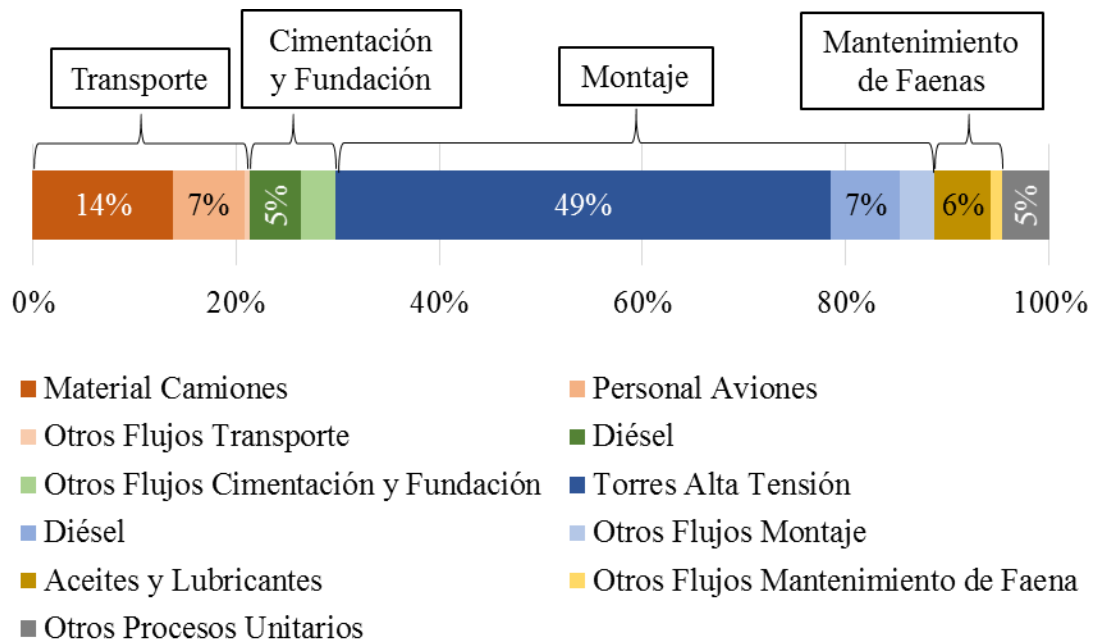 Transporte
Cimentación
y Fundación
Montaje
Mantenimiento
de Faenas
14%
7%
5%
49%
7%
6%
5%
0%
20%
40%
60%
80%
100%
Material Camiones
Personal Aviones
Otros Flujos Transporte
Diésel
Otros Flujos Cimentación y Fundación
Torres Alta Tensión
Diésel
Otros Flujos Montaje
Aceites y Lubricantes
Otros Flujos Mantenimiento de Faena
Otros Procesos Unitarios